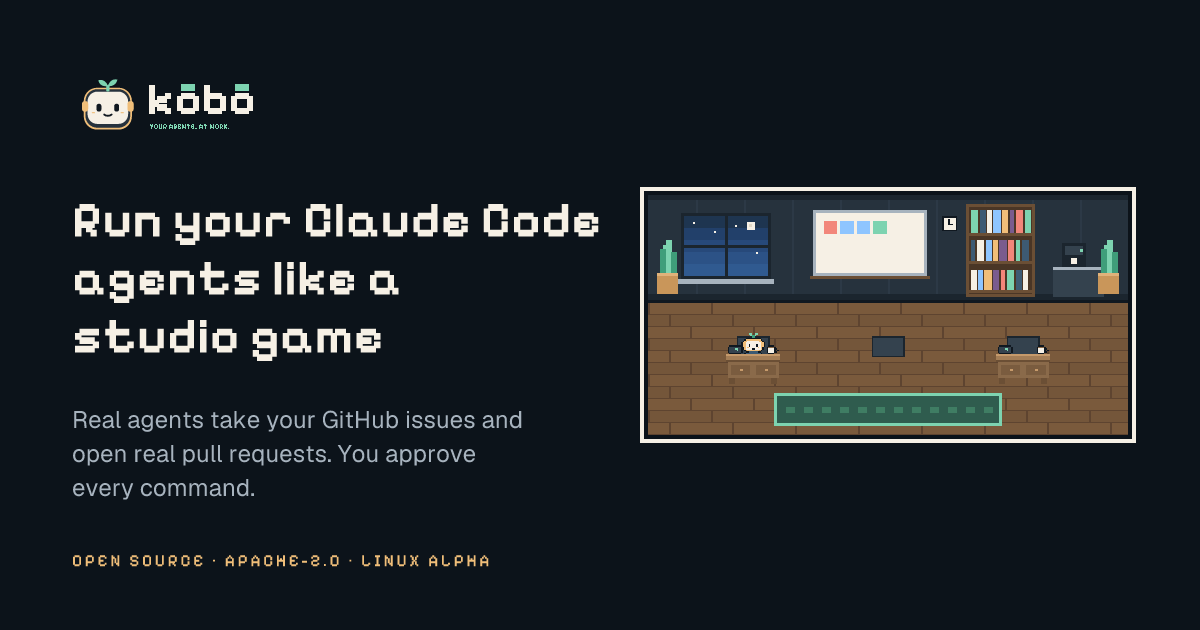 kōbō
YOUR AGENTS, AT WORK.
Run your Claude Code
agents like a
studio game
Real agents take your GitHub issues and
open real pull requests. You approve
every command.
OPEN SOURCE · APACHE-2.0 · LINUX ALPHA